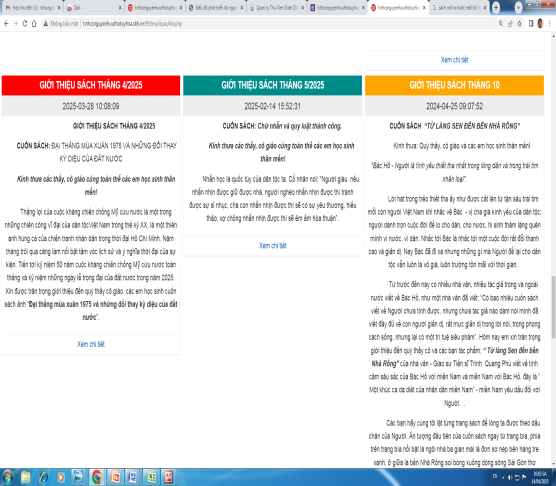 Hộp thư đến (2)
Zalo
tvthcsnguyenhuuthotuyhoa
Biểu đồ phát triển tài nguy
tvthcsnguyenhuuthotuyhoa
Không bảo mật | tvthcsnguyenhuuthotuyhoa.skh.vn
Xem chi tiết
GIỚI THIỆU SÁCH THÁNG 4/2025
2025-03-28 10:08:09
GIỚI THIỆU SÁCH THÁNG 4/2025
CUỐN SÁCH: ĐẠI THẮNG MÙA XUÂN 1975 VÀ NHỮNG ĐỔI THAY
KỲ DIỆU CỦA ĐẤT NƯỚC
Kính thưa các thầy, cô giáo cùng toàn thể các em học sinh thân
mến!
Thắng lợi của cuộc kháng chiến chống Mỹ cứu nước là một trong
những chiến công vĩ đại của dân tộc Việt Nam trong thế kỷ XX, là một thiên
anh hùng ca của chiến tranh nhân dân trong thời đại Hồ Chí Minh. Năm
tháng trôi qua càng làm nổi bật tầm vóc lịch sử và ý nghĩa thời đại của sự
kiện. Tiến tới kỷ niệm 50 năm cuộc kháng chiến chống Mỹ cứu nước toàn
thắng và kỷ niệm những ngày lễ trọng đại của đất nước trong năm 2025.
Xin được trân trọng giới thiệu đến quý thầy cô giáo, các em học sinh cuốn
sách ảnh "Đại thắng mùa xuân 1975 và những đổi thay kỳ diệu của đất
nước".
Xem chi tiết
GIỚI THIỆU SÁCH THÁNG 5/2025
2025-02-14 15:52:31
CUỐN SÁCH: Chữ nhẫn và quy luật thành công.
Kính thưa các thầy, cô giáo cùng toàn thể các em học sinh
thân mến!
Nhẫn học là quốc túy của dân tộc ta. Cổ nhân nói: "Người giàu nếu
nhẫn nhịn được giữ được nhà, người nghèo nhẫn nhịn được thì tránh
được sự sỉ nhục, cha con nhẫn nhịn được thì sẽ có sự yêu thương, hiếu
thảo, vợ chồng nhẫn nhịn được thì sẽ êm ấm hòa thuận".
Xem chi tiết
GIỚI THIỆU SÁCH THÁNG 10
2024-04-25 09:07:52
CUỐN SÁCH "TỪ LÀNG SEN ĐẾN BẾN NHÀ RỒNG"
Kính thưa: Quý thầy, cô giáo và các em học sinh thân mến!
"Bác Hồ - Người là tình yêu thiết tha nhất trong lòng dân và trong trái tim
nhân loại".
Lời hát trong trẻo thiết tha ấy như được cất lên từ tận sâu trái tim
mỗi con người Việt Nam khi nhắc về Bác - vị cha già kính yêu của dân tộc,
người dành trọn cuộc đời để lo cho dân, cho nước, hi sinh thầm lặng quên
mình vì nước, vì dân. Nhắc tới Bác là nhắc tới một cuộc đời rất đỗi thanh
cao và giản dị. Nay Bác đã đi xa nhưng những gì mà Người để lại cho dân
tộc vẫn luôn là vô giá, luôn trường tồn mãi với thời gian.
Từ trước đến nay có nhiều nhà văn, nhiều tác giả trong và ngoài
nước viết về Bác Hồ, như một nhà văn đã viết: "Có bao nhiêu cuốn sách
viết về Người chưa tính được, nhưng chưa tác giả nào dám nói mình đã
viết đầy đủ về con người giản dị, rất mực giản dị trong lời nói, trong phong
cách sống, nhưng lại có một trí tuệ siêu phàm". Hôm nay em xin trân trọng
giới thiệu đến quý thầy cô và các bạn tác phẩm: "Từ làng Sen đến bến
Nhà Rồng" của nhà văn - Giáo sư Tiến sĩ Trình Quang Phú viết về tình
cảm sâu sắc của Bác Hồ với miền Nam và miền Nam với Bác Hồ, đây là "
Một khúc ca da diết của nhân dân miền Nam" - miền Nam yêu dấu đối với
Người. .
Các bạn hãy cùng tôi lật từng trang sách để lòng ta được theo dấu
chân của Người. Ấn tượng đầu tiên của cuốn sách ngay từ trang bìa, phía
trên trang bìa nổi bật là ngôi nhà ba gian mái lá đơn sơ nép bên hàng tre
xanh, ở giữa là bến Nhà Rồng soi bóng xuống dòng sông Sài Gòn thơ
EN
10:05 SA
16/04/2025